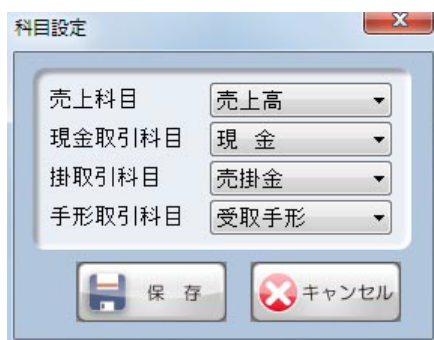 科目設定
売上科目 売上高
現金取引科目 現 金
掛取引科目 売掛金
手形取引科目 受取手形
保 存 キャンセル